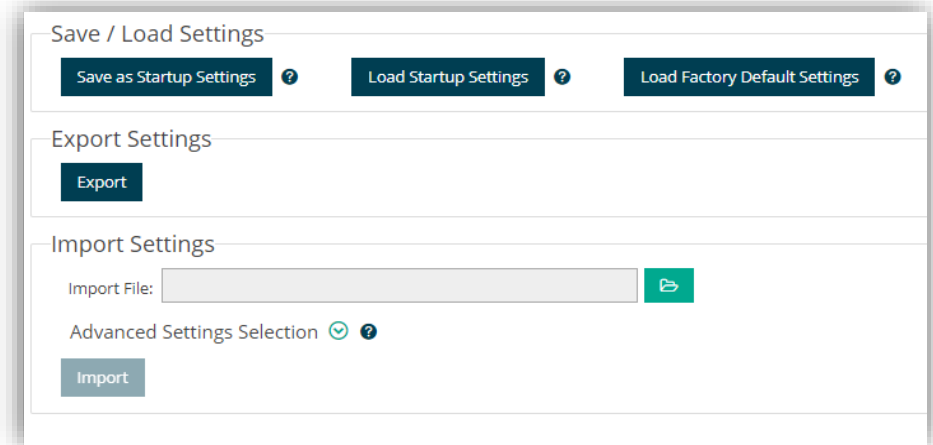 Save / Load Settings
Save as Startup Settings ? Load Startup Settings ? Load Factory Default Settings ?
Export Settings
Export
Import Settings
Import File:
Advanced Settings Selection ?
Import